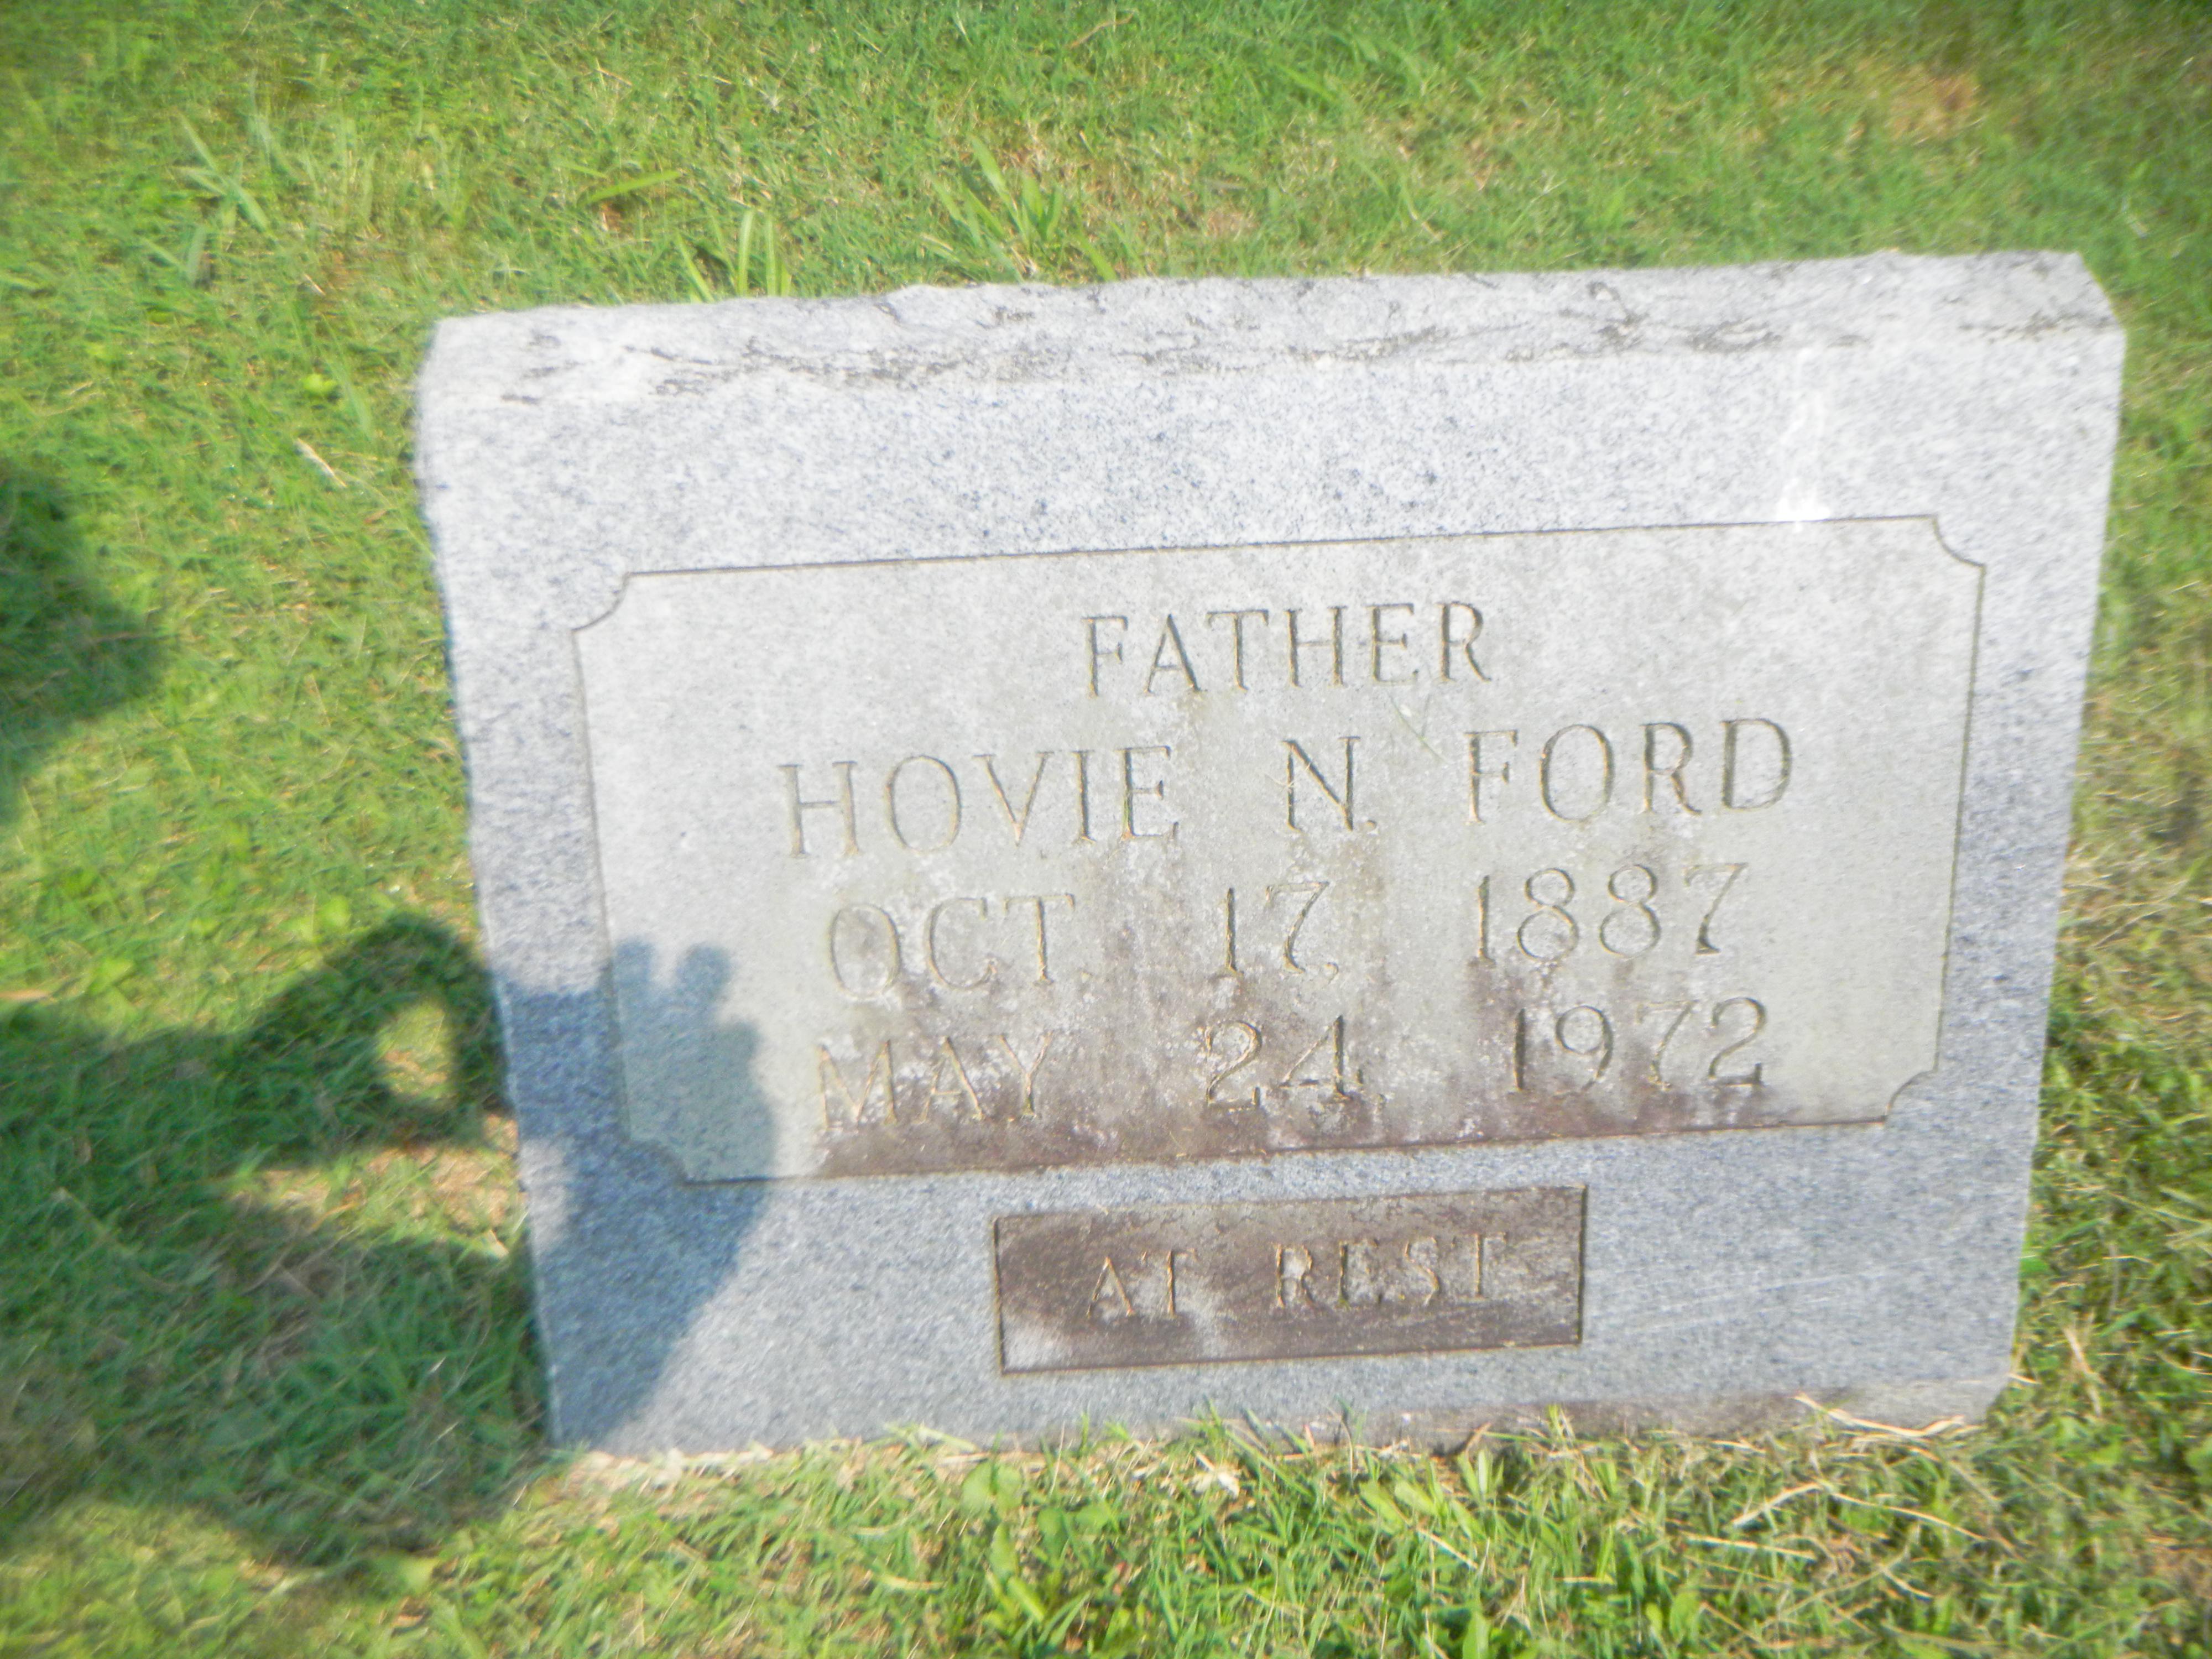 FATHER
HOVIE N. FORD
OCT. 17, 1887
MAY 24, 1972
AT REST